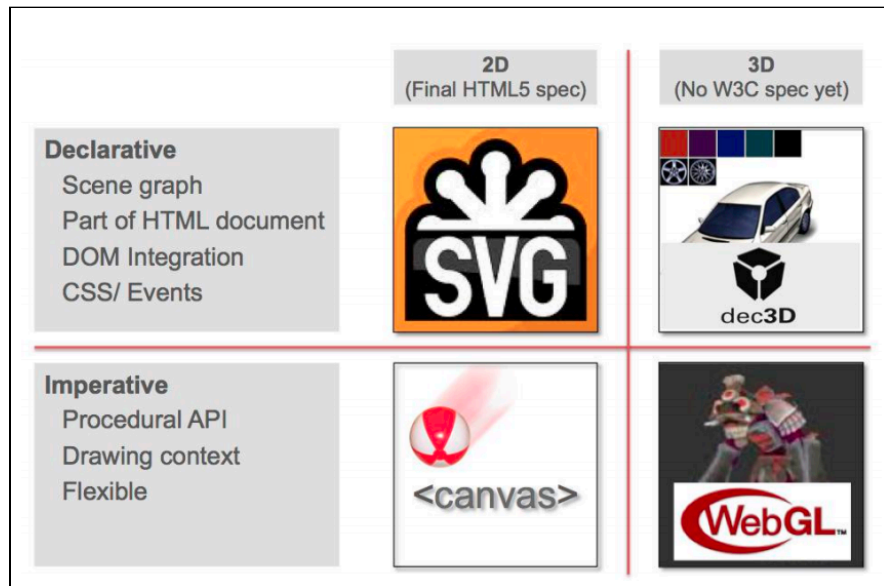 2D
(Final HTML5 spec)
3D
(No W3C spec yet)
Declarative
Scene graph
Part of HTML document
DOM Integration
CSS/ Events
SVG
dec3D
Imperative
Procedural API
Drawing context
Flexible
<canvas>
WebGL™